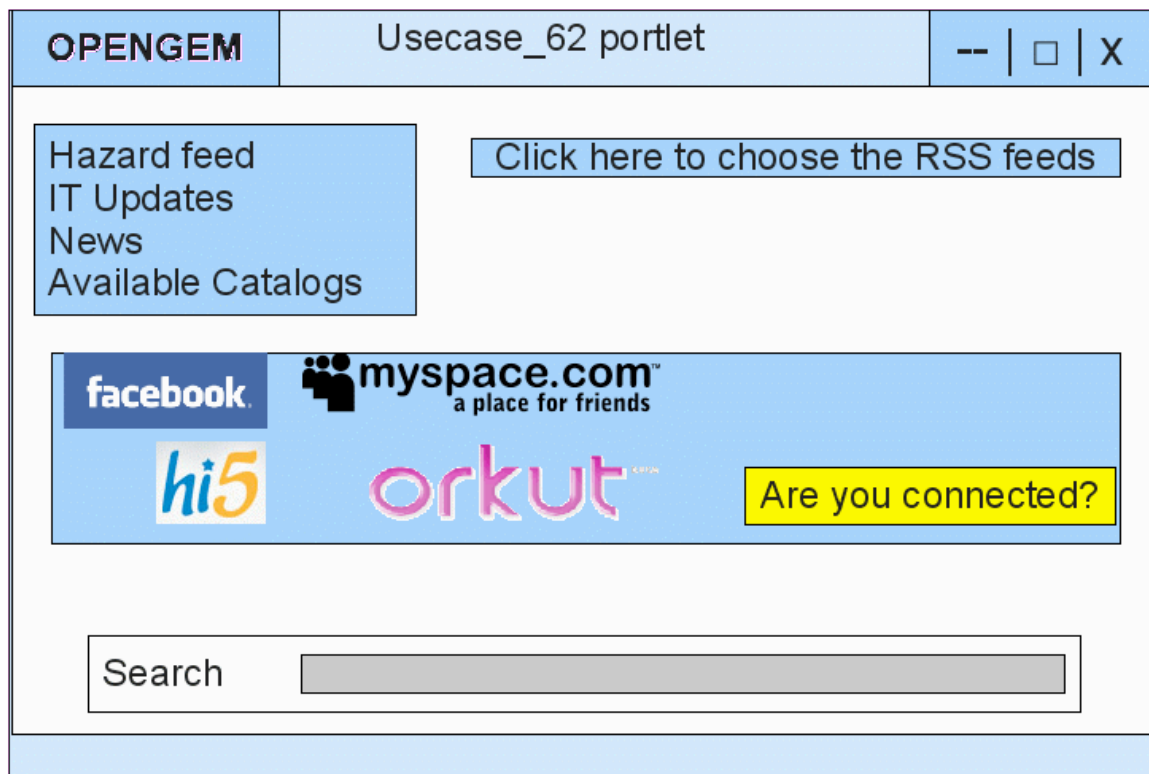 OPENGEM
Usecase_62 portlet
-- | □ | X
Hazard feed
IT Updates
News
Available Catalogs
Click here to choose the RSS feeds
facebook.
myspace.com™
a place for friends
hi5
orkut
Are you connected?
Search